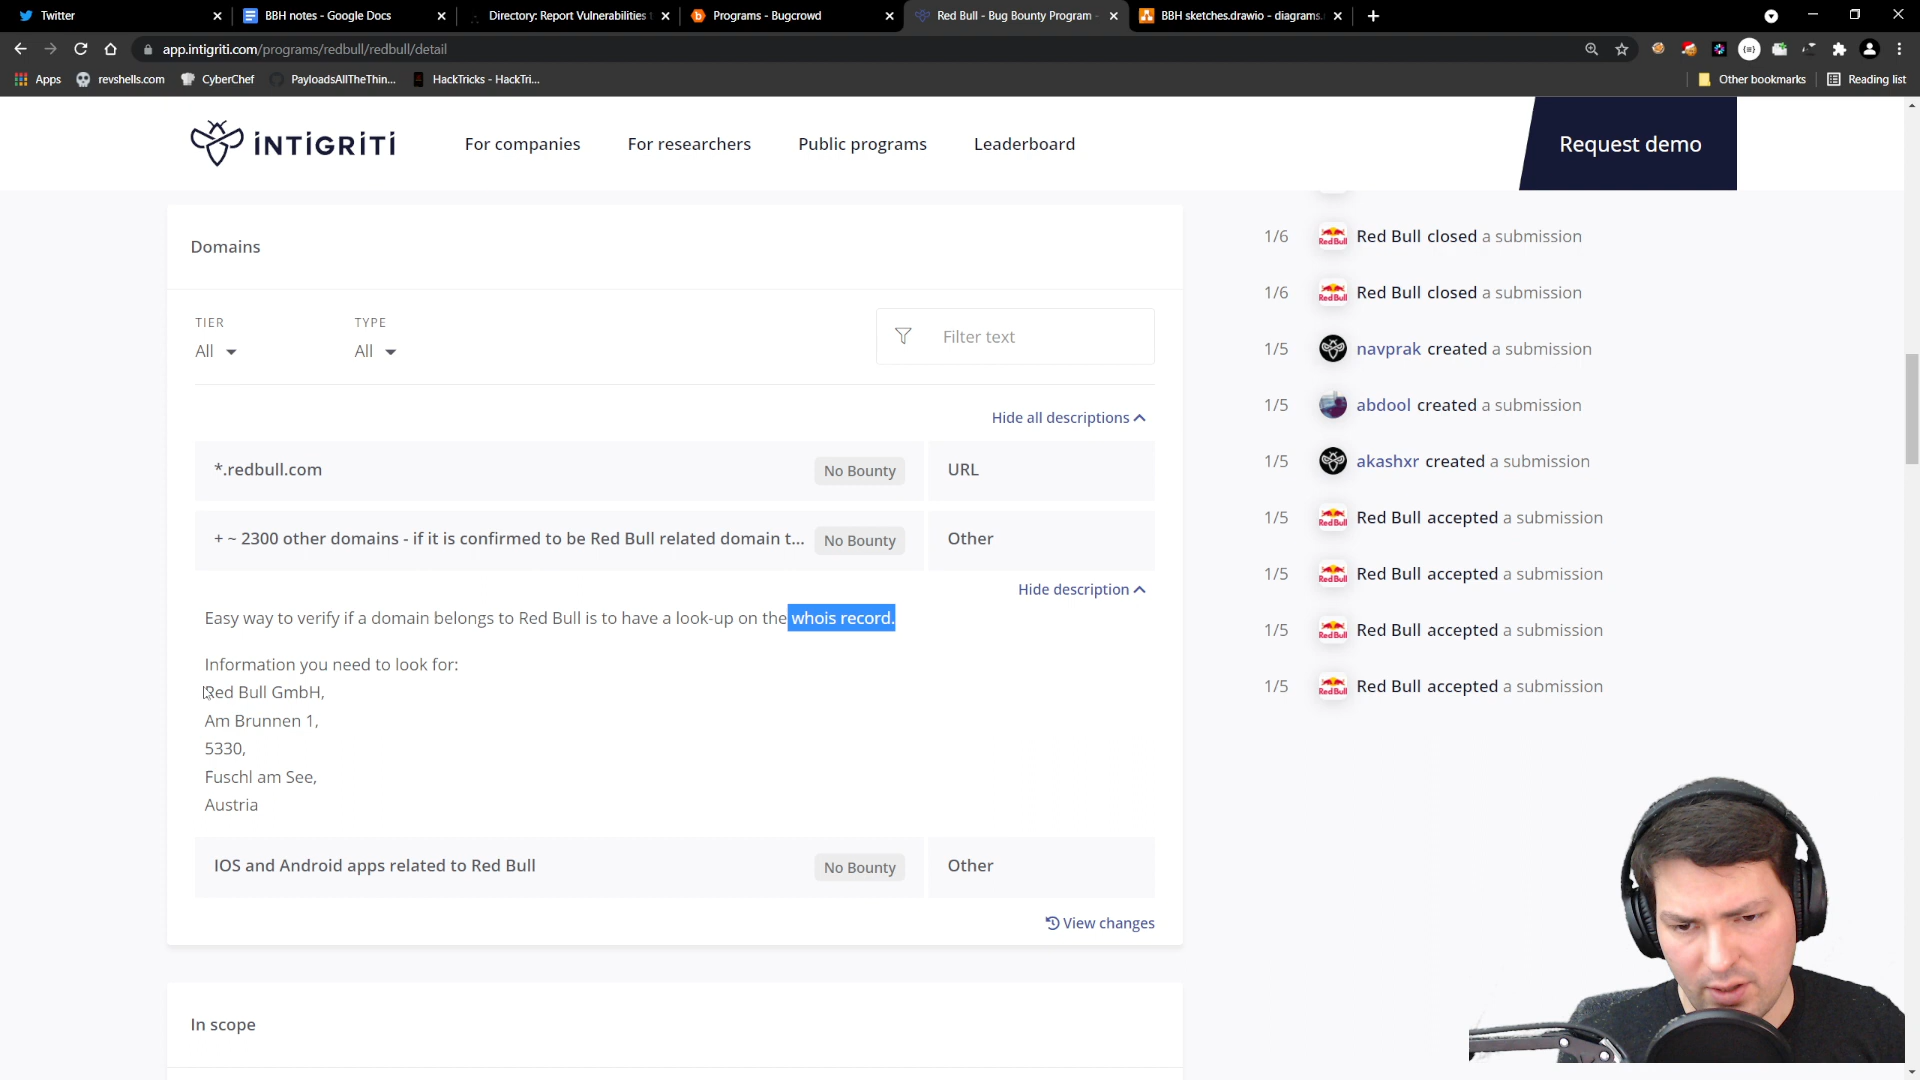 Twitter
BBH notes - Google Docs
Directory: Report Vulnerabilities
Programs - Bugcrowd
Red Bull - Bug Bounty Program -
BBH sketches.drawio - diagrams.
app.intigriti.com/programs/redbull/redbull/detail
Apps
revshells.com
CyberChef
PayloadsAllTheThin...
HackTricks - HackTri...
Other bookmarks
Reading list
INTIGRITI
For companies
For researchers
Public programs
Leaderboard
Request demo
Domains
TIER
TYPE
All
All
Filter text
Hide all descriptions
*.redbull.com
No Bounty
URL
+ ~ 2300 other domains - if it is confirmed to be Red Bull related domain t...
No Bounty
Other
Hide description
Easy way to verify if a domain belongs to Red Bull is to have a look-up on the whois record.
Information you need to look for:
Red Bull GmbH,
Am Brunnen 1,
5330,
Fuschl am See,
Austria
IOS and Android apps related to Red Bull
No Bounty
Other
View changes
In scope
1/6 Red Bull closed a submission
1/6 Red Bull closed a submission
1/5 navprak created a submission
1/5 abdool created a submission
1/5 akashxr created a submission
1/5 Red Bull accepted a submission
1/5 Red Bull accepted a submission
1/5 Red Bull accepted a submission
1/5 Red Bull accepted a submission